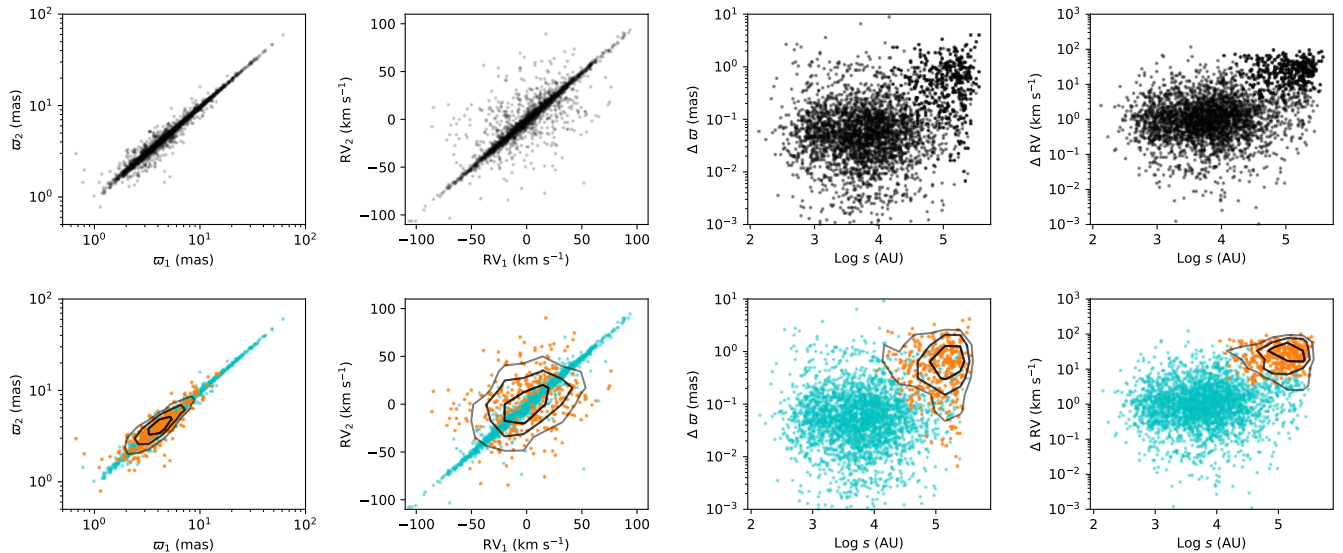 10² 10¹ 10⁰
ϖ₂ (mas)
10⁰ 10¹ 10²
ϖ₁ (mas)
100 50 0 −50 −100
RV₂ (km s⁻¹)
−100 −50 0 50 100
RV₁ (km s⁻¹)
10¹ 10⁰ 10⁻¹ 10⁻² 10⁻³
Δ ϖ (mas)
2 3 4 5
Log s (AU)
10³ 10² 10¹ 10⁰ 10⁻¹ 10⁻² 10⁻³
Δ RV (km s⁻¹)
2 3 4 5
Log s (AU)
10² 10¹ 10⁰
ϖ₂ (mas)
10⁰ 10¹ 10²
ϖ₁ (mas)
100 50 0 −50 −100
RV₂ (km s⁻¹)
−100 −50 0 50 100
RV₁ (km s⁻¹)
10¹ 10⁰ 10⁻¹ 10⁻² 10⁻³
Δ ϖ (mas)
2 3 4 5
Log s (AU)
10³ 10² 10¹ 10⁰ 10⁻¹ 10⁻² 10⁻³
Δ RV (km s⁻¹)
2 3 4 5
Log s (AU)